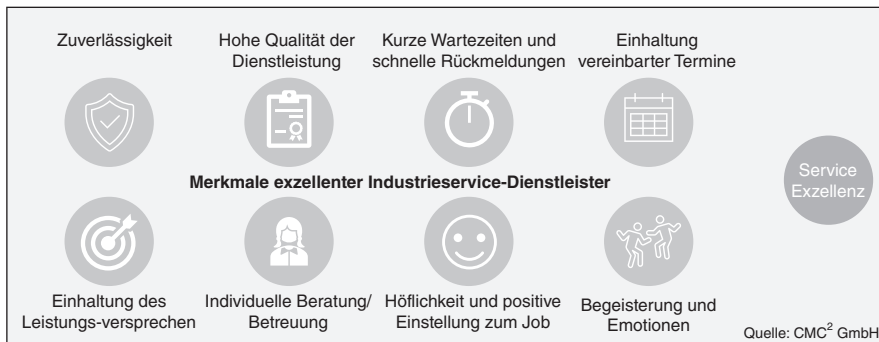 Zuverlässigkeit
Hohe Qualität der
Dienstleistung
Kurze Wartezeiten und
schnelle Rückmeldungen
Einhaltung
vereinbarter Termine
Merkmale exzellenter Industrieservice-Dienstleister
Service
Exzellenz
Einhaltung des
Leistungs-versprechen
Individuelle Beratung/
Betreuung
Höflichkeit und positive
Einstellung zum Job
Begeisterung und
Emotionen
Quelle: CMC² GmbH